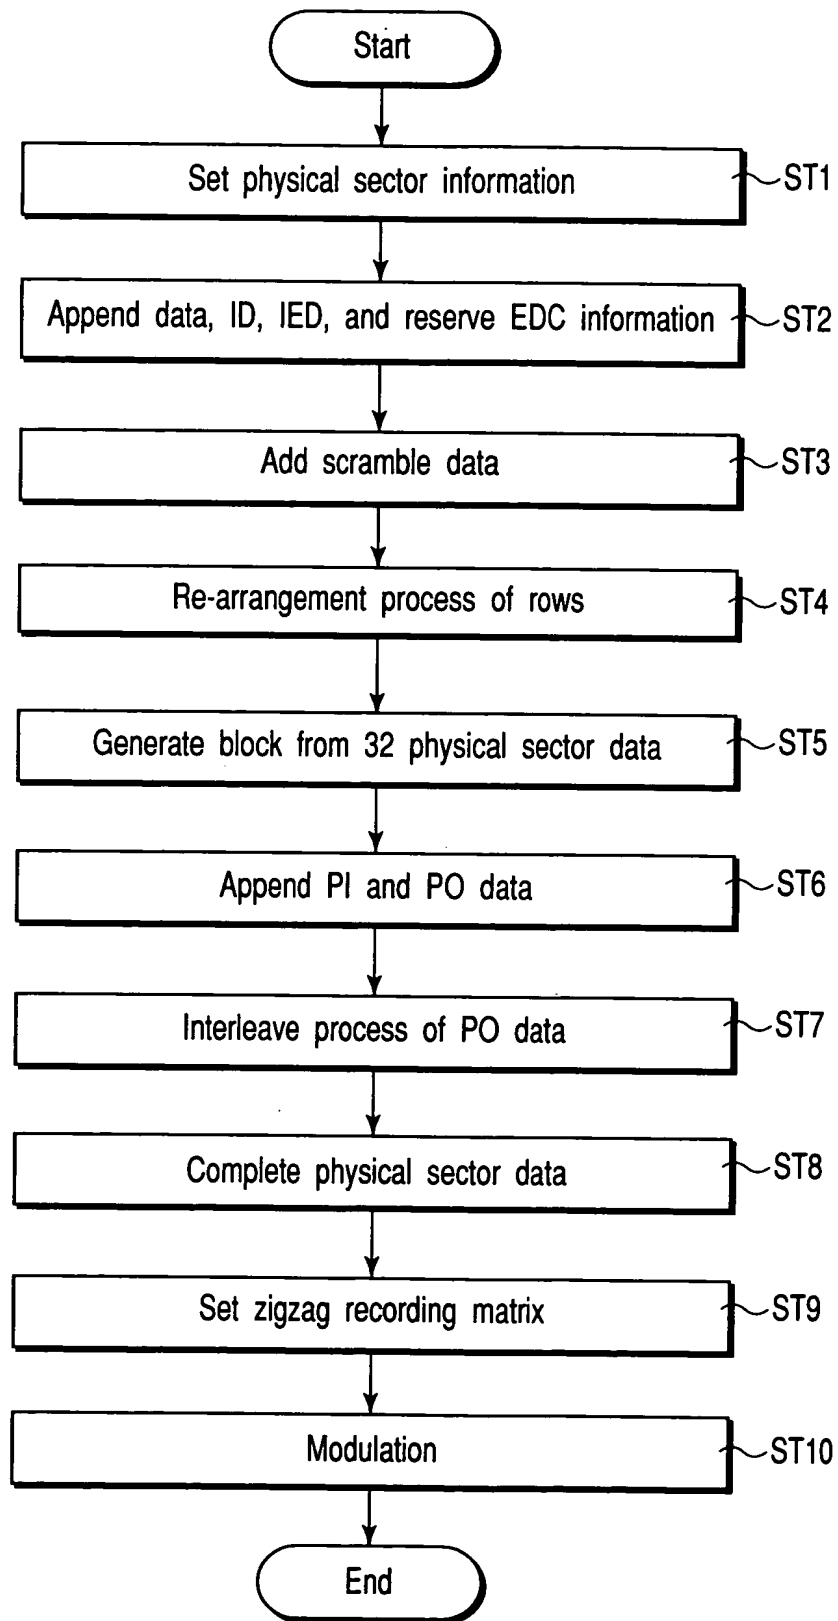 Start
Set physical sector information
ST1
Append data, ID, IED, and reserve EDC information
ST2
Add scramble data
ST3
Re-arrangement process of rows
ST4
Generate block from 32 physical sector data
ST5
Append PI and PO data
ST6
Interleave process of PO data
ST7
Complete physical sector data
ST8
Set zigzag recording matrix
ST9
Modulation
ST10
End